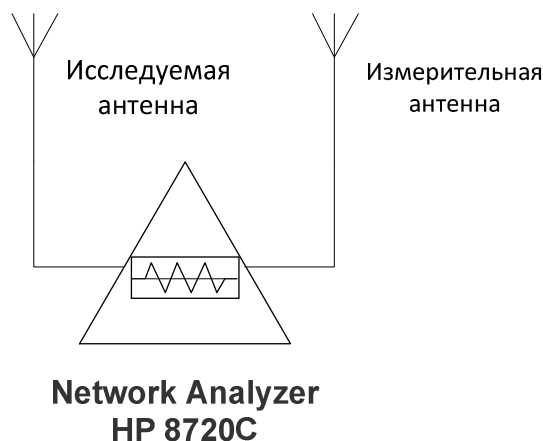 Исследуемая
антенна
Измерительная
антенна
Network Analyzer
HP 8720C